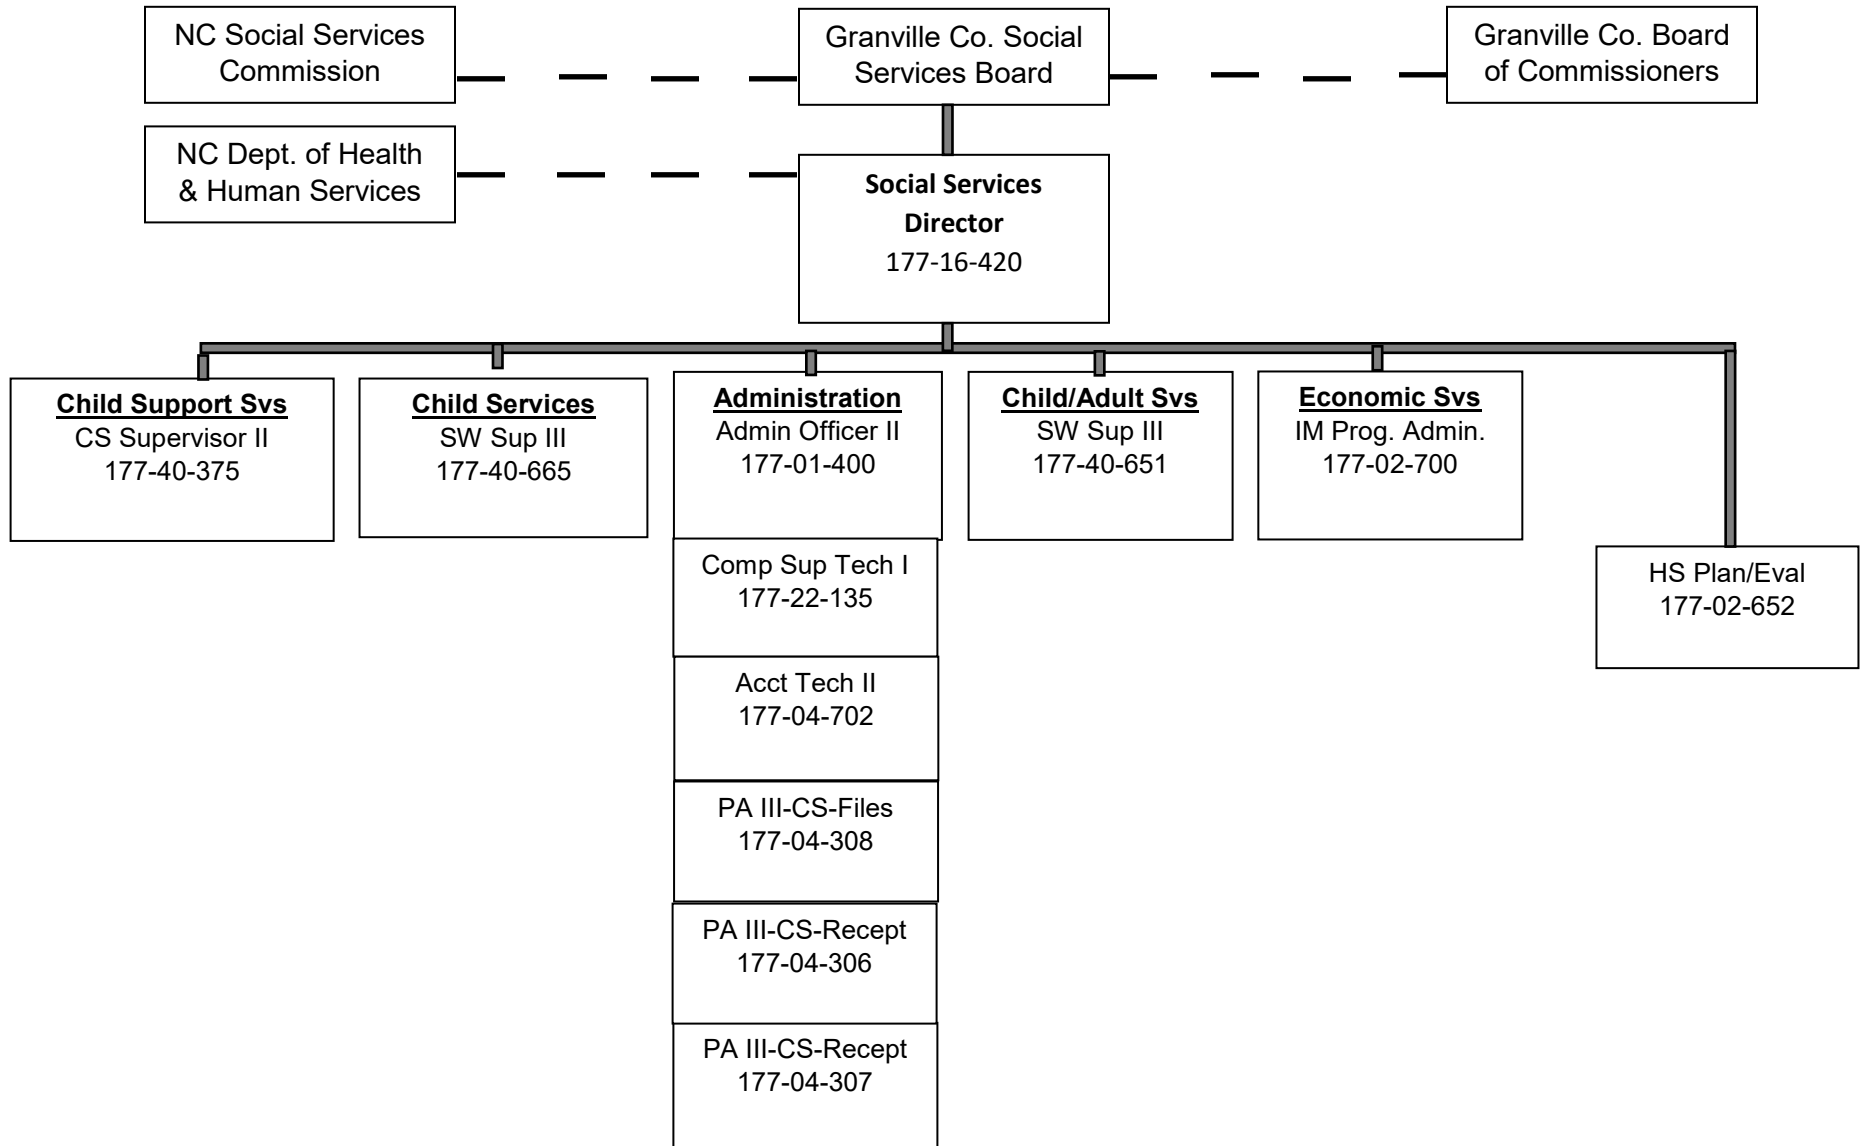 NC Social Services
Commission
Granville Co. Social
Services Board
Granville Co. Board
of Commissioners
NC Dept. of Health
& Human Services
Social Services
Director
177-16-420
Child Support Svs
CS Supervisor II
177-40-375
Child Services
SW Sup III
177-40-665
Administration
Admin Officer II
177-01-400
Child/Adult Svs
SW Sup III
177-40-651
Economic Svs
IM Prog. Admin.
177-02-700
HS Plan/Eval
177-02-652
Comp Sup Tech I
177-22-135
Acct Tech II
177-04-702
PA III-CS-Files
177-04-308
PA III-CS-Recept
177-04-306
PA III-CS-Recept
177-04-307